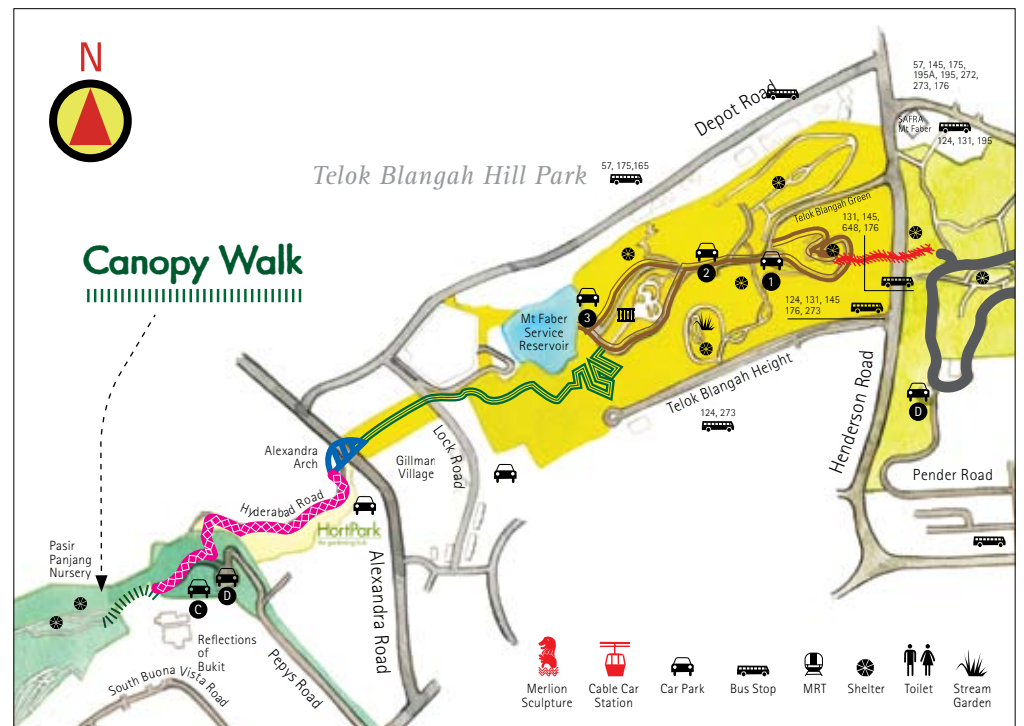 N
57, 145, 175,
195A, 195, 272,
273, 176
SAFRA
Mt Faber
124, 131, 195
Depot Road
Telok Blangah Hill Park
57, 175,165
Telok Blangah Green
131, 145,
648, 176
Canopy Walk
2
1
3
124, 131, 145
176, 273
Mt Faber
Service
Reservoir
Telok Blangah Height
124, 273
Henderson Road
D
Pender Road
Alexandra
Arch
Gillman
Village
Lock Road
Hyderabad Road
HortPark
the gardening hub
Alexandra Road
Pasir
Panjang
Nursery
C
D
Reflections
of
Bukit
Pepys Road
South Buona Vista Road
Merlion
Sculpture
Cable Car
Station
Car Park
Bus Stop
MRT
Shelter
Toilet
Stream
Garden